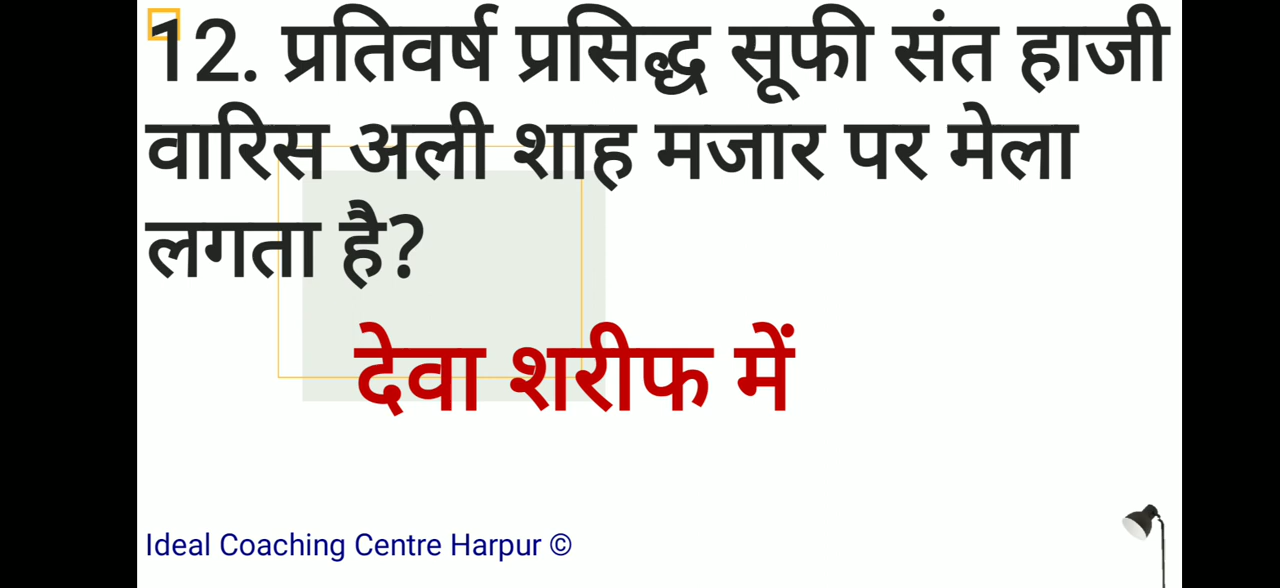 12. प्रतिवर्ष प्रसिद्ध सूफी संत हाजी
वारिस अली शाह मजार पर मेला
लगता है?
देवा शरीफ में
Ideal Coaching Centre Harpur ©